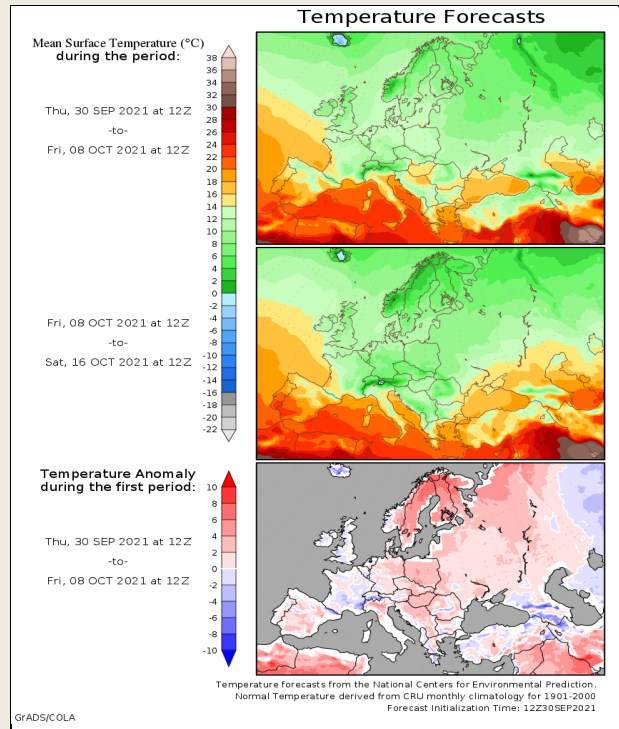 Temperature Forecasts
Mean Surface Temperature (°C)
during the period:
Thu, 30 SEP 2021 at 12Z
-to-
Fri, 08 OCT 2021 at 12Z
38
36
34
32
30
28
26
24
22
20
18
16
14
12
10
8
6
4
2
0
-2
-4
-6
-8
-10
-12
-14
-16
-18
-20
-22
Fri, 08 OCT 2021 at 12Z
-to-
Sat, 16 OCT 2021 at 12Z
Temperature Anomaly
during the first period:
Thu, 30 SEP 2021 at 12Z
-to-
Fri, 08 OCT 2021 at 12Z
10
8
6
4
2
0
-2
-4
-6
-8
-10
Temperature forecasts from the National Centers for Environmental Prediction.
Normal Temperature derived from CRU monthly climatology for 1901-2000
Forecast Initialization Time: 12Z30SEP2021
GrADS/COLA